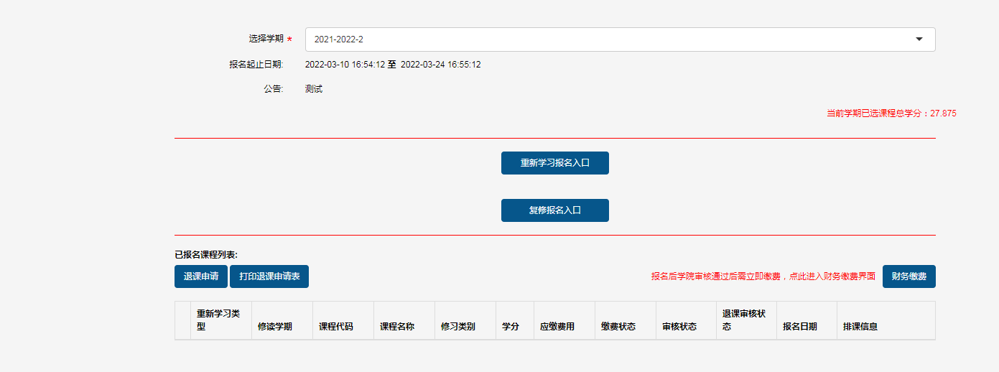 选择学期 * 2021-2022-2
报名起止日期: 2022-03-10 16:54:12 至 2022-03-24 16:55:12
公告: 测试
当前学期已选课程总学分：27.875
重新学习报名入口
复修报名入口
已报名课程列表:
退课申请 打印退课申请表 报名后学院审核通过后需立即缴费，点此进入财务缴费界面 财务缴费
重新学习类型 修读学期 课程代码 课程名称 修习类别 学分 应缴费用 缴费状态 审核状态 退课审核状态 报名日期 排课信息